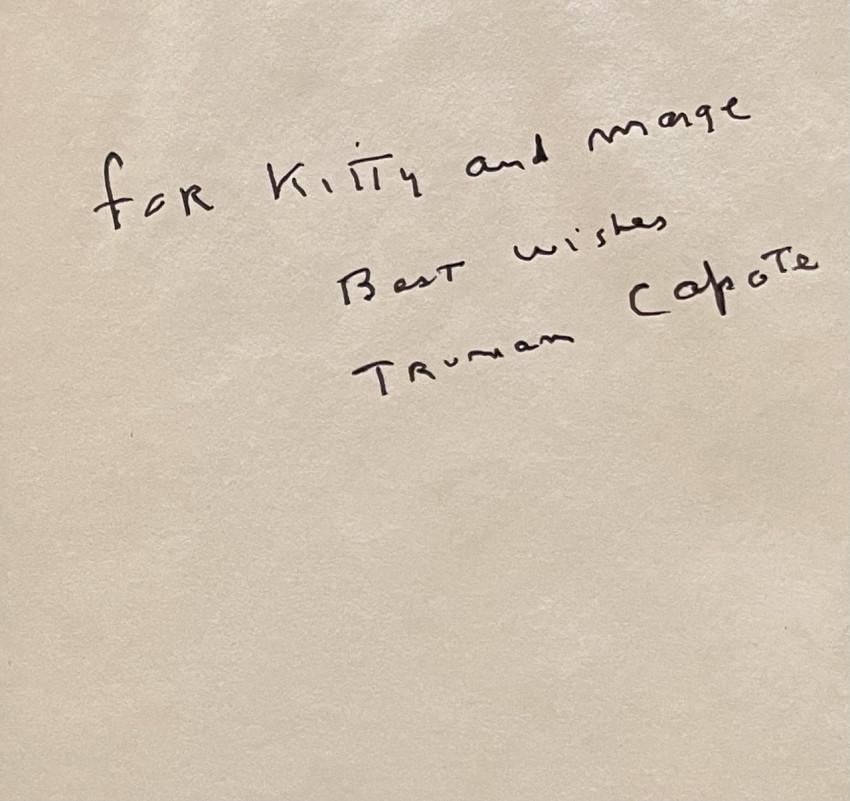 for Kitty and marge
Best wishes
Truman Capote